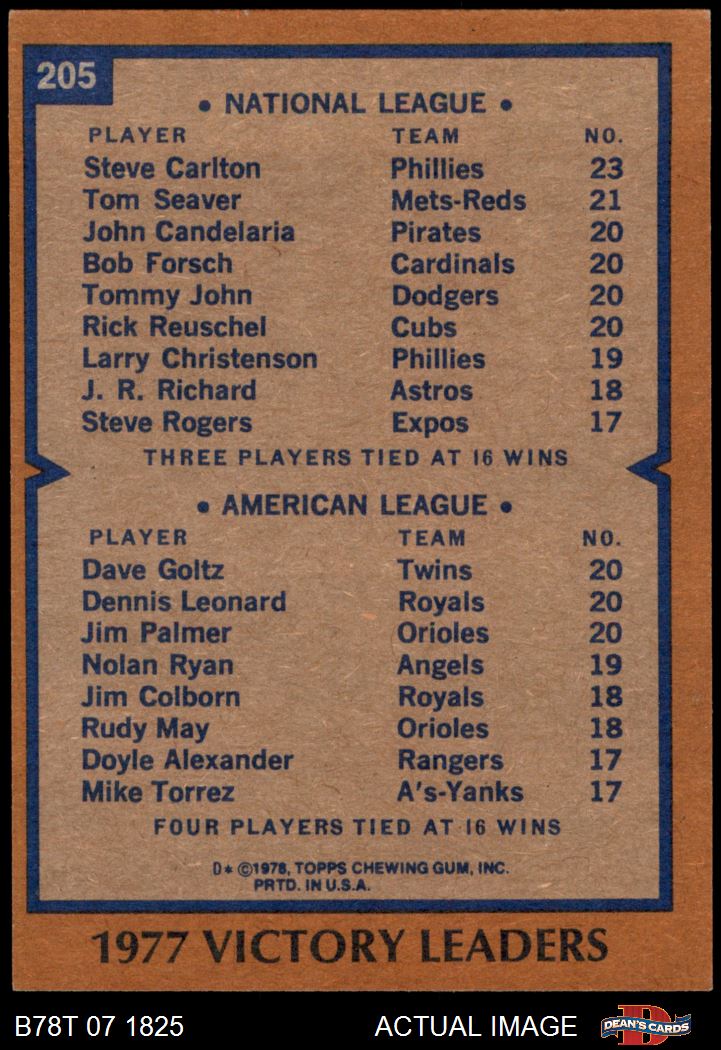 205
• NATIONAL LEAGUE •
PLAYER TEAM NO.
Steve Carlton Phillies 23
Tom Seaver Mets-Reds 21
John Candelaria Pirates 20
Bob Forsch Cardinals 20
Tommy John Dodgers 20
Rick Reuschel Cubs 20
Larry Christenson Phillies 19
J. R. Richard Astros 18
Steve Rogers Expos 17
THREE PLAYERS TIED AT 16 WINS
• AMERICAN LEAGUE •
PLAYER TEAM NO.
Dave Goltz Twins 20
Dennis Leonard Royals 20
Jim Palmer Orioles 20
Nolan Ryan Angels 19
Jim Colborn Royals 18
Rudy May Orioles 18
Doyle Alexander Rangers 17
Mike Torrez A's-Yanks 17
FOUR PLAYERS TIED AT 16 WINS
D* ©1978, TOPPS CHEWING GUM, INC.
PRTD. IN U.S.A.
1977 VICTORY LEADERS
B78T 07 1825 ACTUAL IMAGE D DEAN'S CARDS